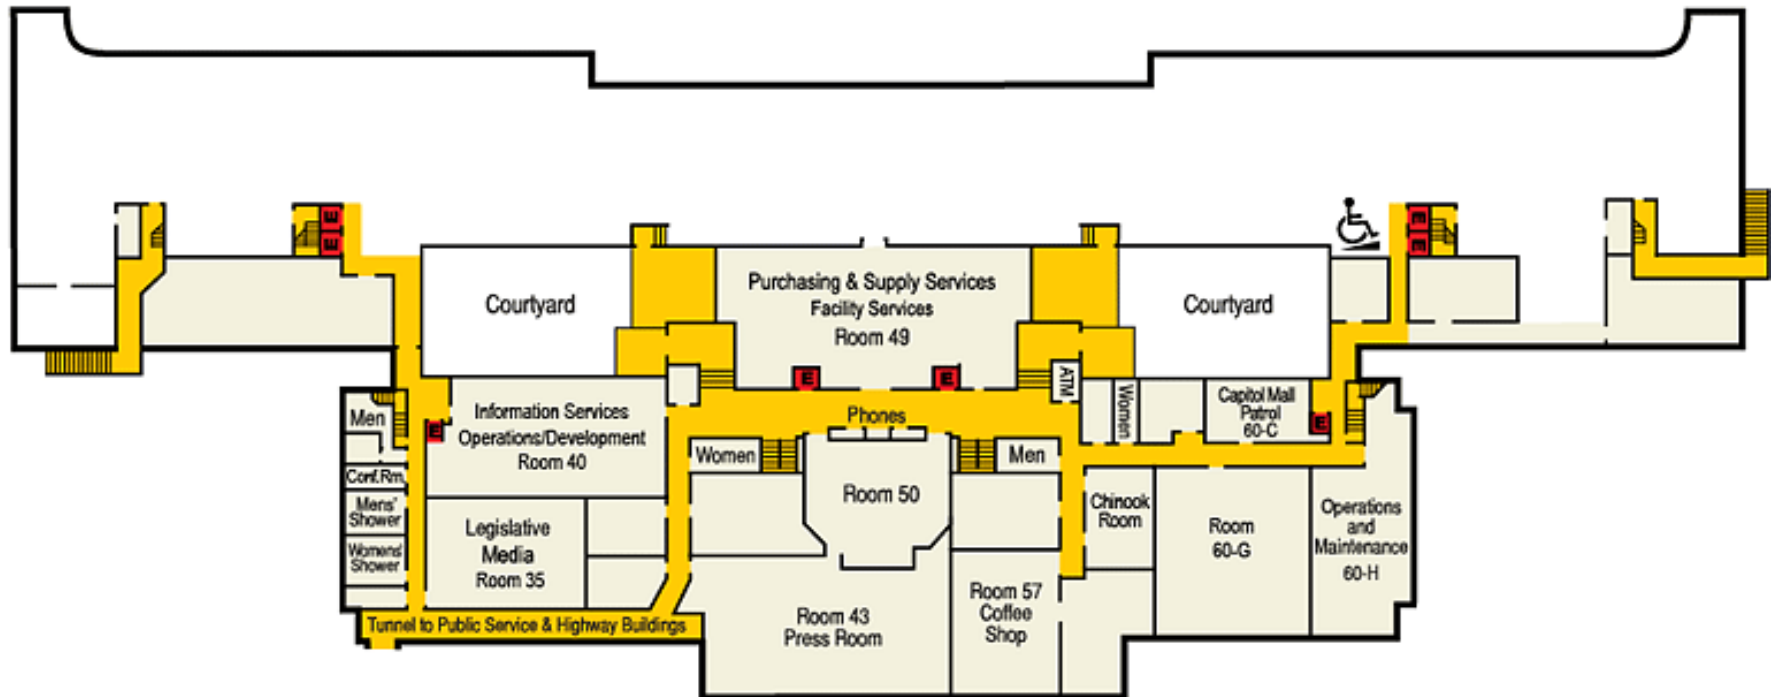 E
E
E
E
Courtyard
Purchasing & Supply Services
Facility Services
Room 49
Courtyard
E
E
ATM
Women
Capitol Mall
Patrol
60-C
E
Men
E
Information Services
Operations/Development
Room 40
Phones
Women
Men
Conf.Rm.
Mens'
Shower
Womens'
Shower
Legislative
Media
Room 35
Room 50
Chinook
Room
Room
60-G
Operations
and
Maintenance
60-H
Room 43
Press Room
Room 57
Coffee
Shop
Tunnel to Public Service & Highway Buildings